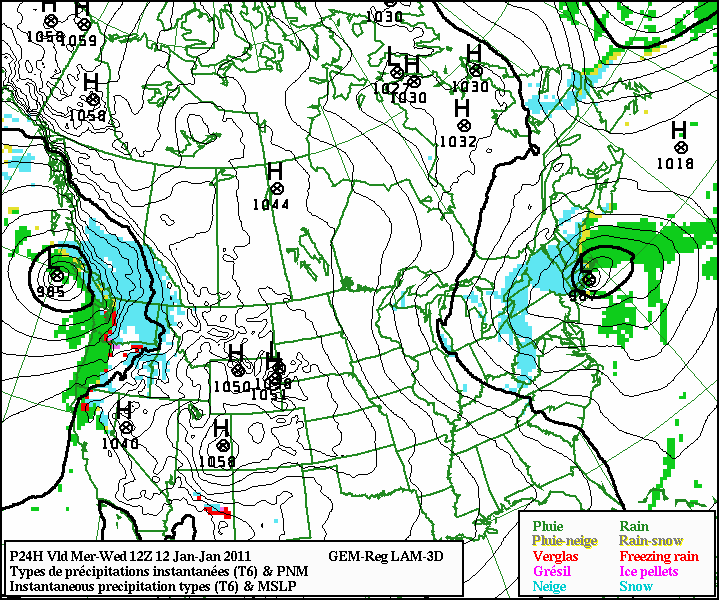 H
1058
H
1059
1030
L
1027
H
1030
H
1030
H
1032
H
1058
H
1018
H
1044
L
985
L
987
H
1050
L
1051
H
1040
H
1058
P24H Vld Mer-Wed 12Z 12 Jan-Jan 2011 GEM-Reg LAM-3D
Types de précipitations instantanées (T6) & PNM
Instantaneous precipitation types (T6) & MSLP
Pluie Rain
Pluie-neige Rain-snow
Verglas Freezing rain
Grésil Ice pellets
Neige Snow